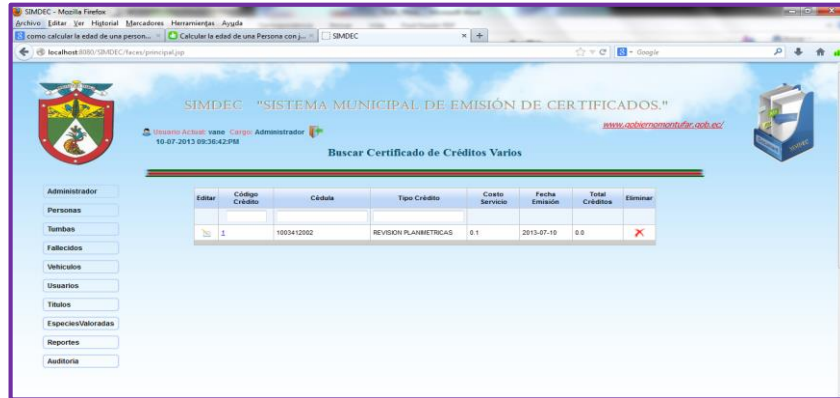 SIMDEC - Mozilla Firefox
Archivo Editar Ver Historial Marcadores Herramientas Ayuda
como calcular la edad de una person... Calcular la edad de una Persona con j... SIMDEC
localhost:8080/SIMDEC/faces/principal.jsp Google
SIMDEC "SISTEMA MUNICIPAL DE EMISIÓN DE CERTIFICADOS."
Usuario Actual: vane Cargo: Administrador
www.gobiernomontufar.gob.ec/
10-07-2013 09:36:42:PM
Buscar Certificado de Créditos Varios
Administrador
Personas
Tumbas
Fallecidos
Vehiculos
Usuarios
Titulos
EspeciesValoradas
Reportes
Auditoria
Editar Código Crédito Cédula Tipo Crédito Costo Servicio Fecha Emisión Total Créditos Eliminar
1 1003412002 REVISION PLANIMETRICAS 0.1 2013-07-10 0.0